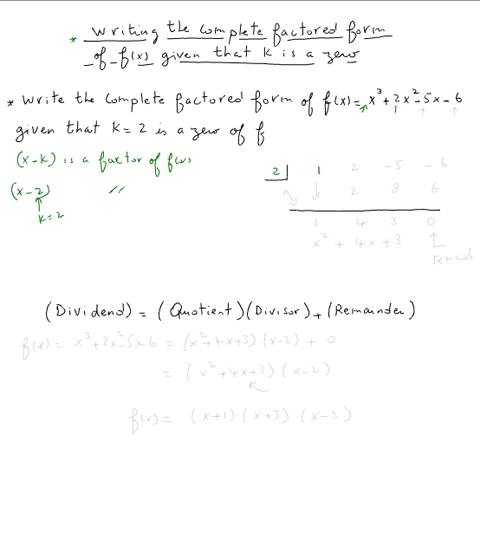 * Writing the complete factored form
of f(x) given that k is a zero
* Write the complete factored form of f(x) = x³ + 2x² - 5x - 6
given that k = 2 is a zero of f
(x-k) is a factor of f(x)
(x-2) "
k=2
2 1 2 -5 -6
2 8 6
1 4 3 0
x² + 4x + 3
(Dividend) = (Quotient)(Divisor) + (Remainder)
f(x) = x³+2x²-5x-6 = (x²+4x+3)(x-2) + 0
= (x²+4x+3)(x-2)
f(x) = (x+1)(x+3)(x-2)